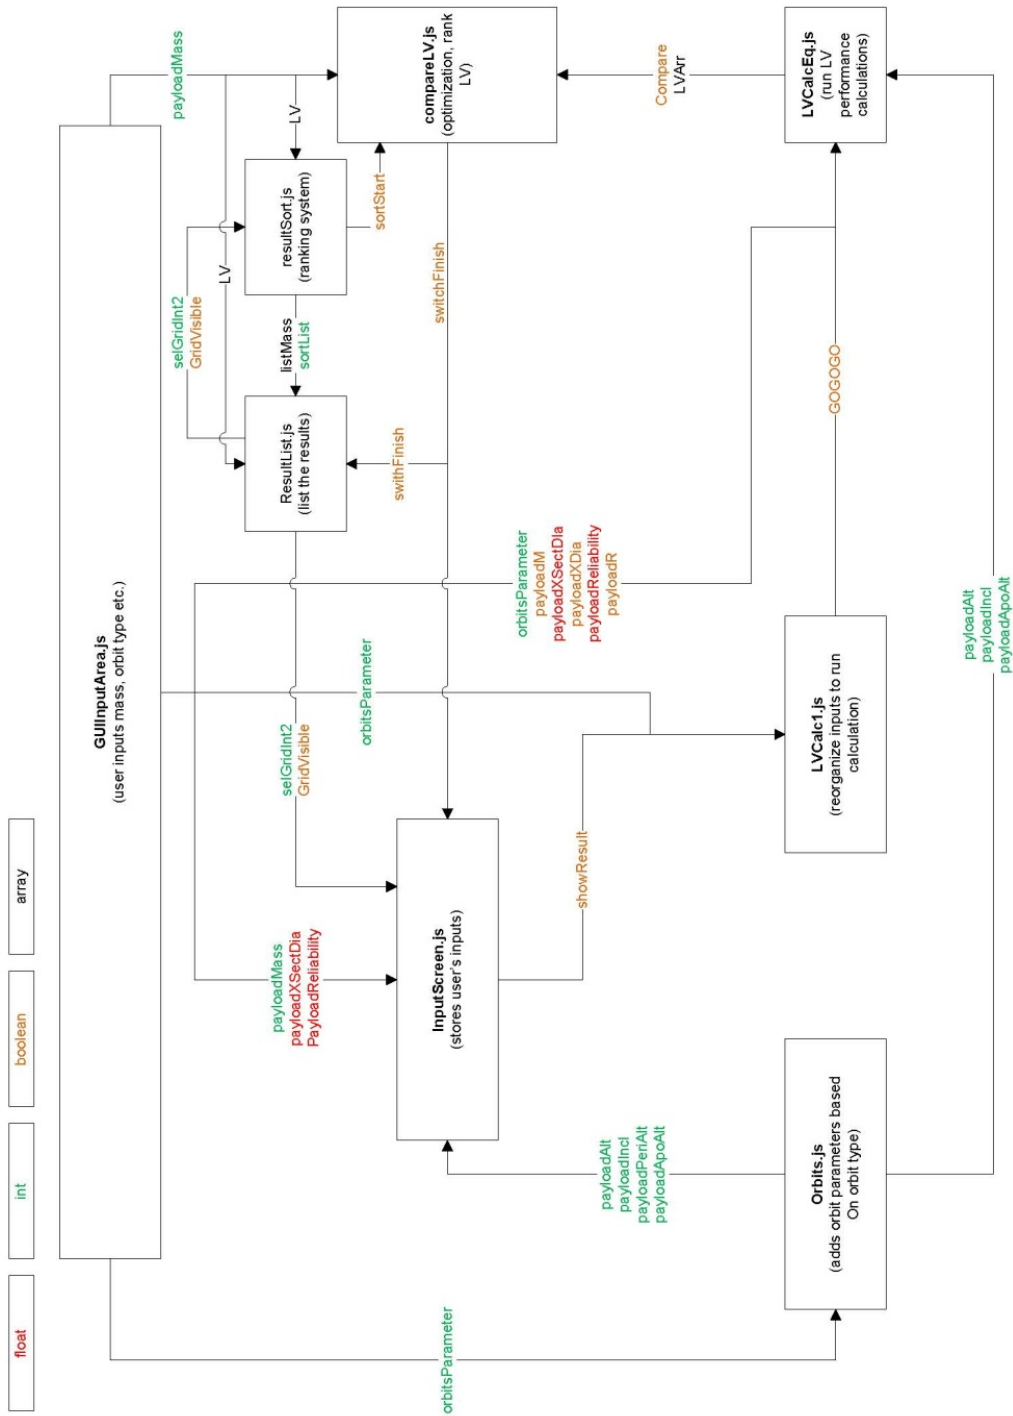 float
int
boolean
array
GUIInputArea.js
(user inputs mass, orbit type etc.)
orbitsParameter
payloadMass
payloadXSectDia
PayloadReliability
selGridInt2
GridVisible
orbitsParameter
selGridInt2
GridVisible
LV
payloadMass
LV
ResultList.js
(list the results)
listMass
sortList
resultSort.js
(ranking system)
sortStart
swithFinish
switchFinish
compareLV.js
(optimization, rank
LV)
InputScreen.js
(stores user's inputs)
showResult
orbitsParameter
payloadM
payloadXSectDIa
payloadXDia
payloadReliability
payloadR
payloadAlt
payloadIncl
payloadPeriAlt
payloadApoAlt
Compare
LVArr
Orbits.js
(adds orbit parameters based
On orbit type)
LVCalc1.js
(reorganize inputs to run
calculation)
GOGOGO
LVCalcEq.js
(run LV
performance
calculations)
payloadAlt
payloadIncl
payloadApoAlt